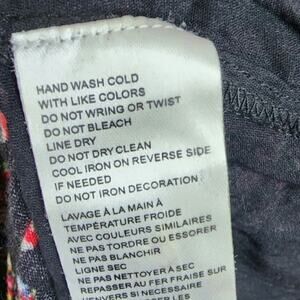 HAND WASH COLD
WITH LIKE COLORS
DO NOT WRING OR TWIST
DO NOT BLEACH
LINE DRY
DO NOT DRY CLEAN
COOL IRON ON REVERSE SIDE
IF NEEDED
DO NOT IRON DECORATION
LAVAGE À LA MAIN À
TEMPÉRATURE FROIDE
AVEC COULEURS SIMILAIRES
NE PAS TORDRE OU ESSORER
NE PAS BLANCHIR
LIGNE SEC
NE PAS NETTOYER À SEC
REPASSER AU FER FRAISE SUR
L'ENVERS SI NECESSAIRE